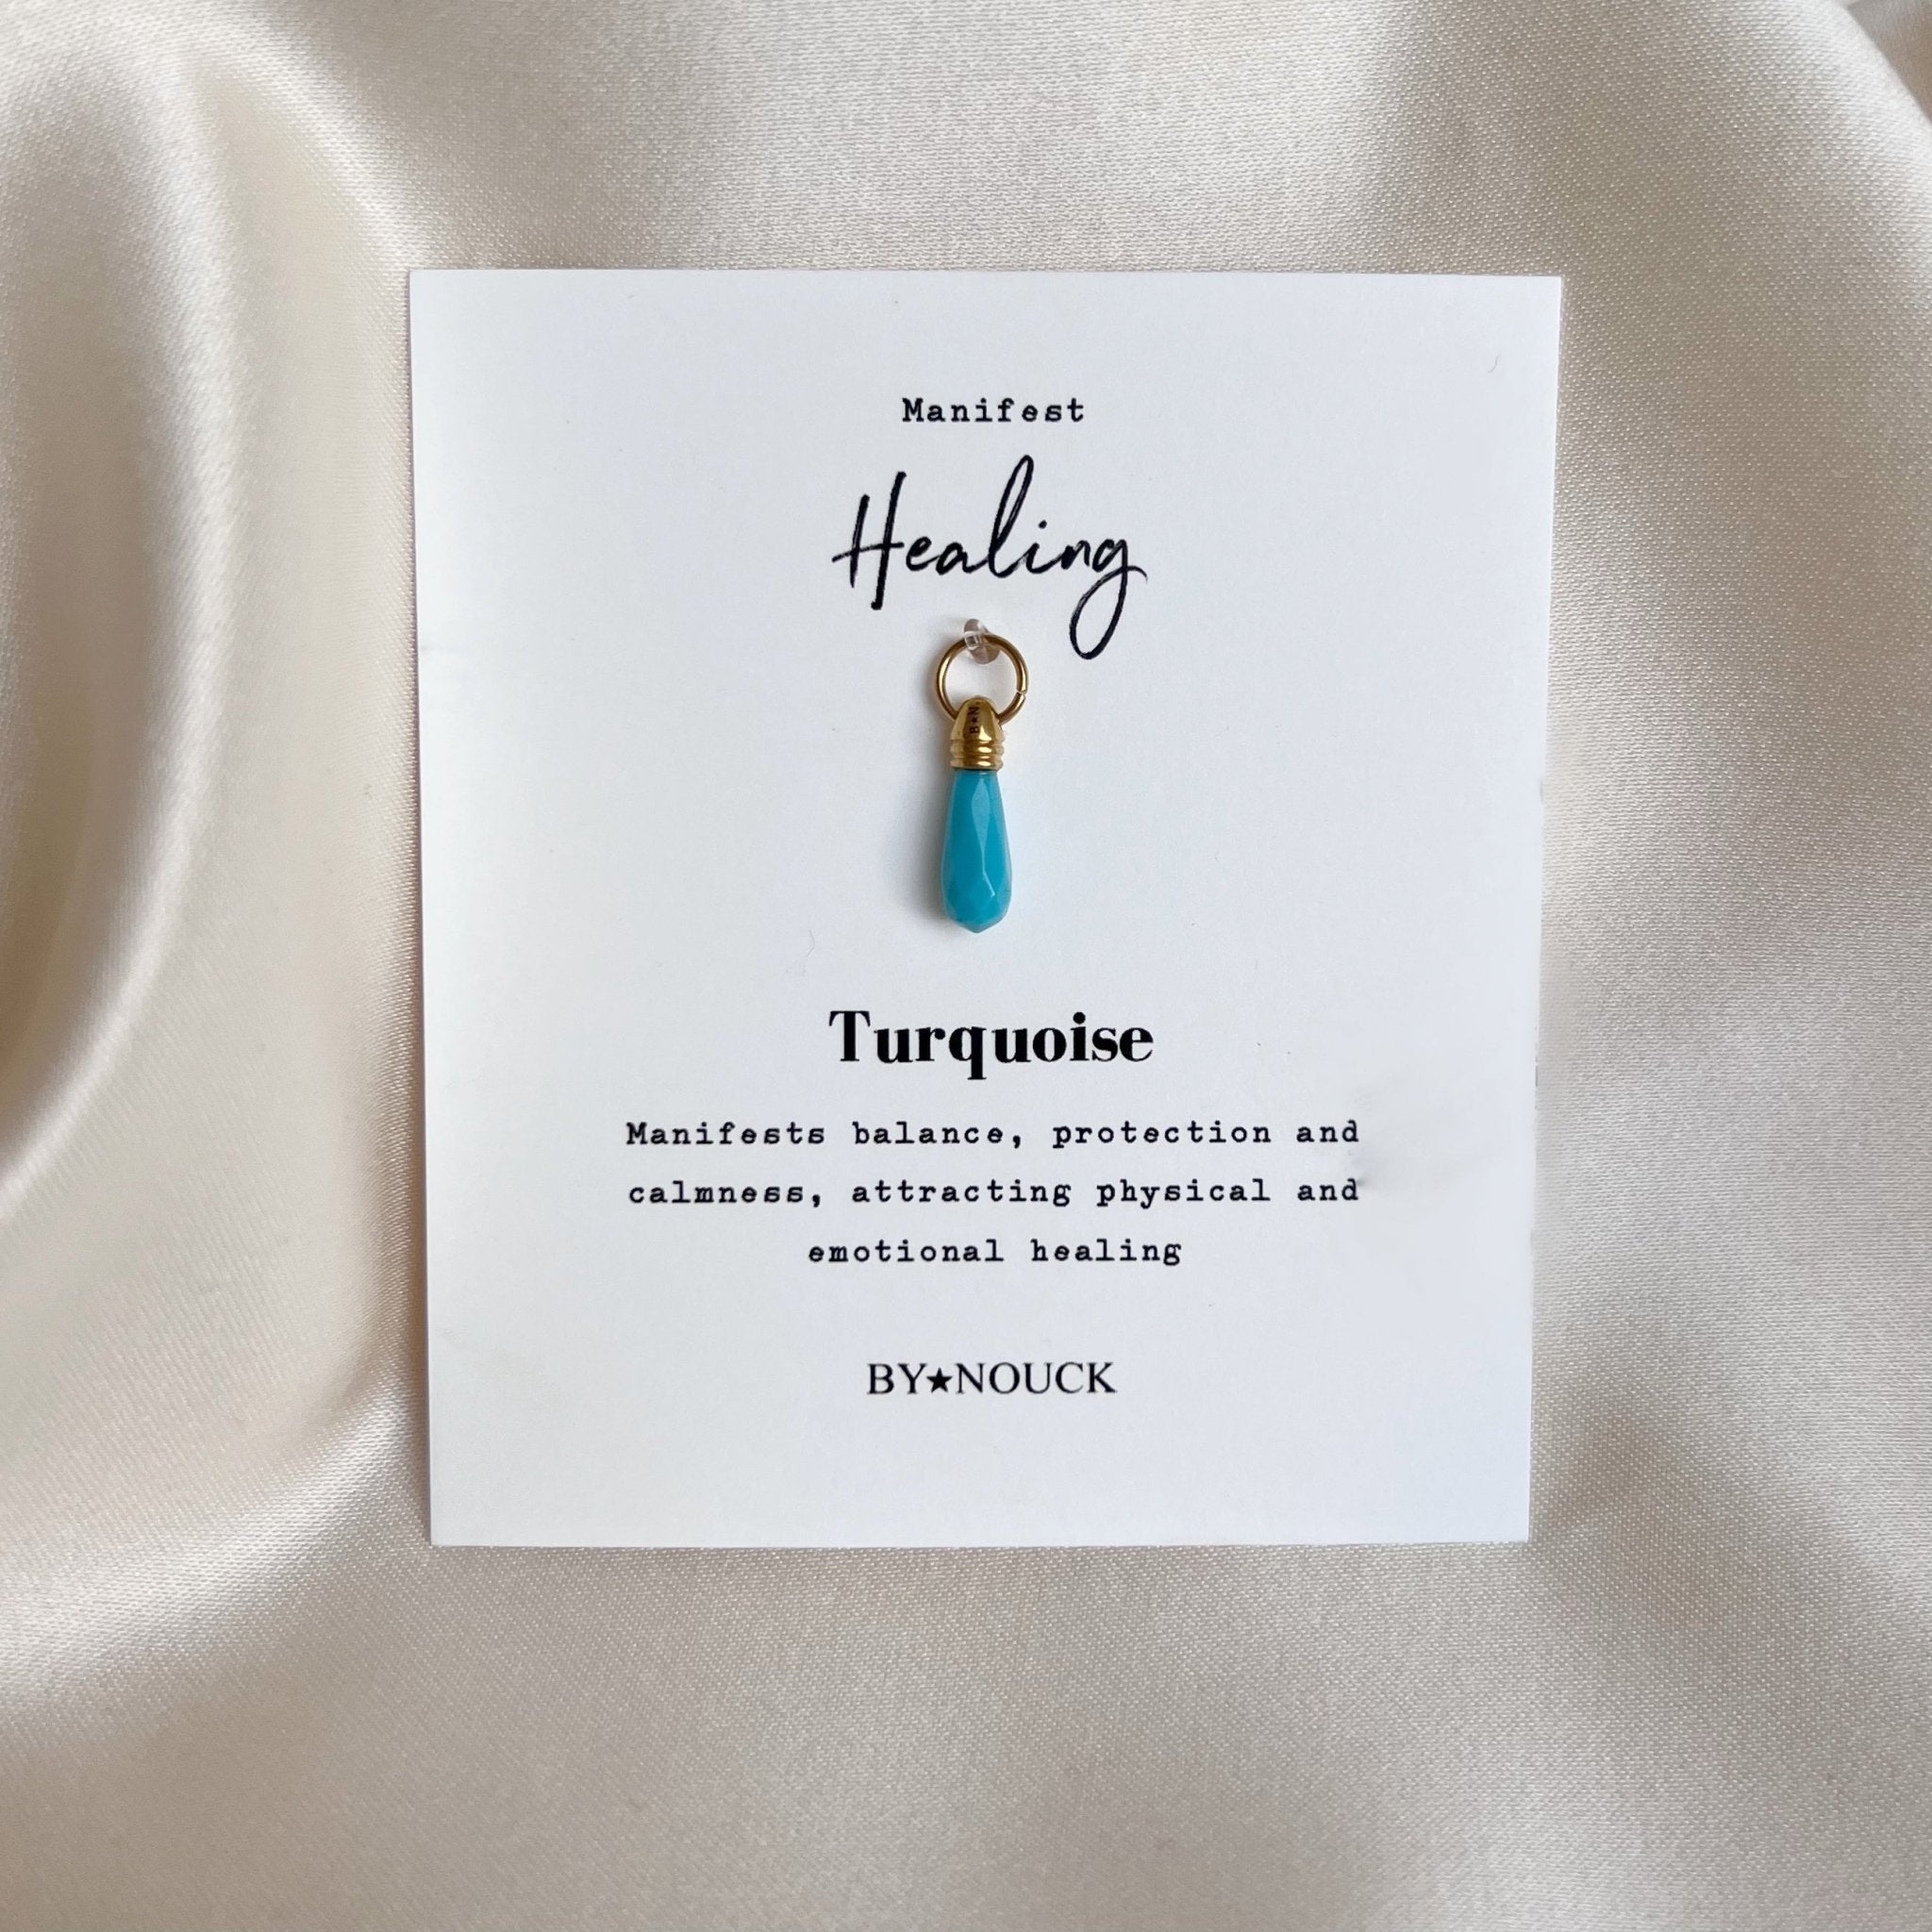 Manifest
Healing
B★N
Turquoise
Manifests balance, protection and
calmness, attracting physical and
emotional healing
BY★NOUCK